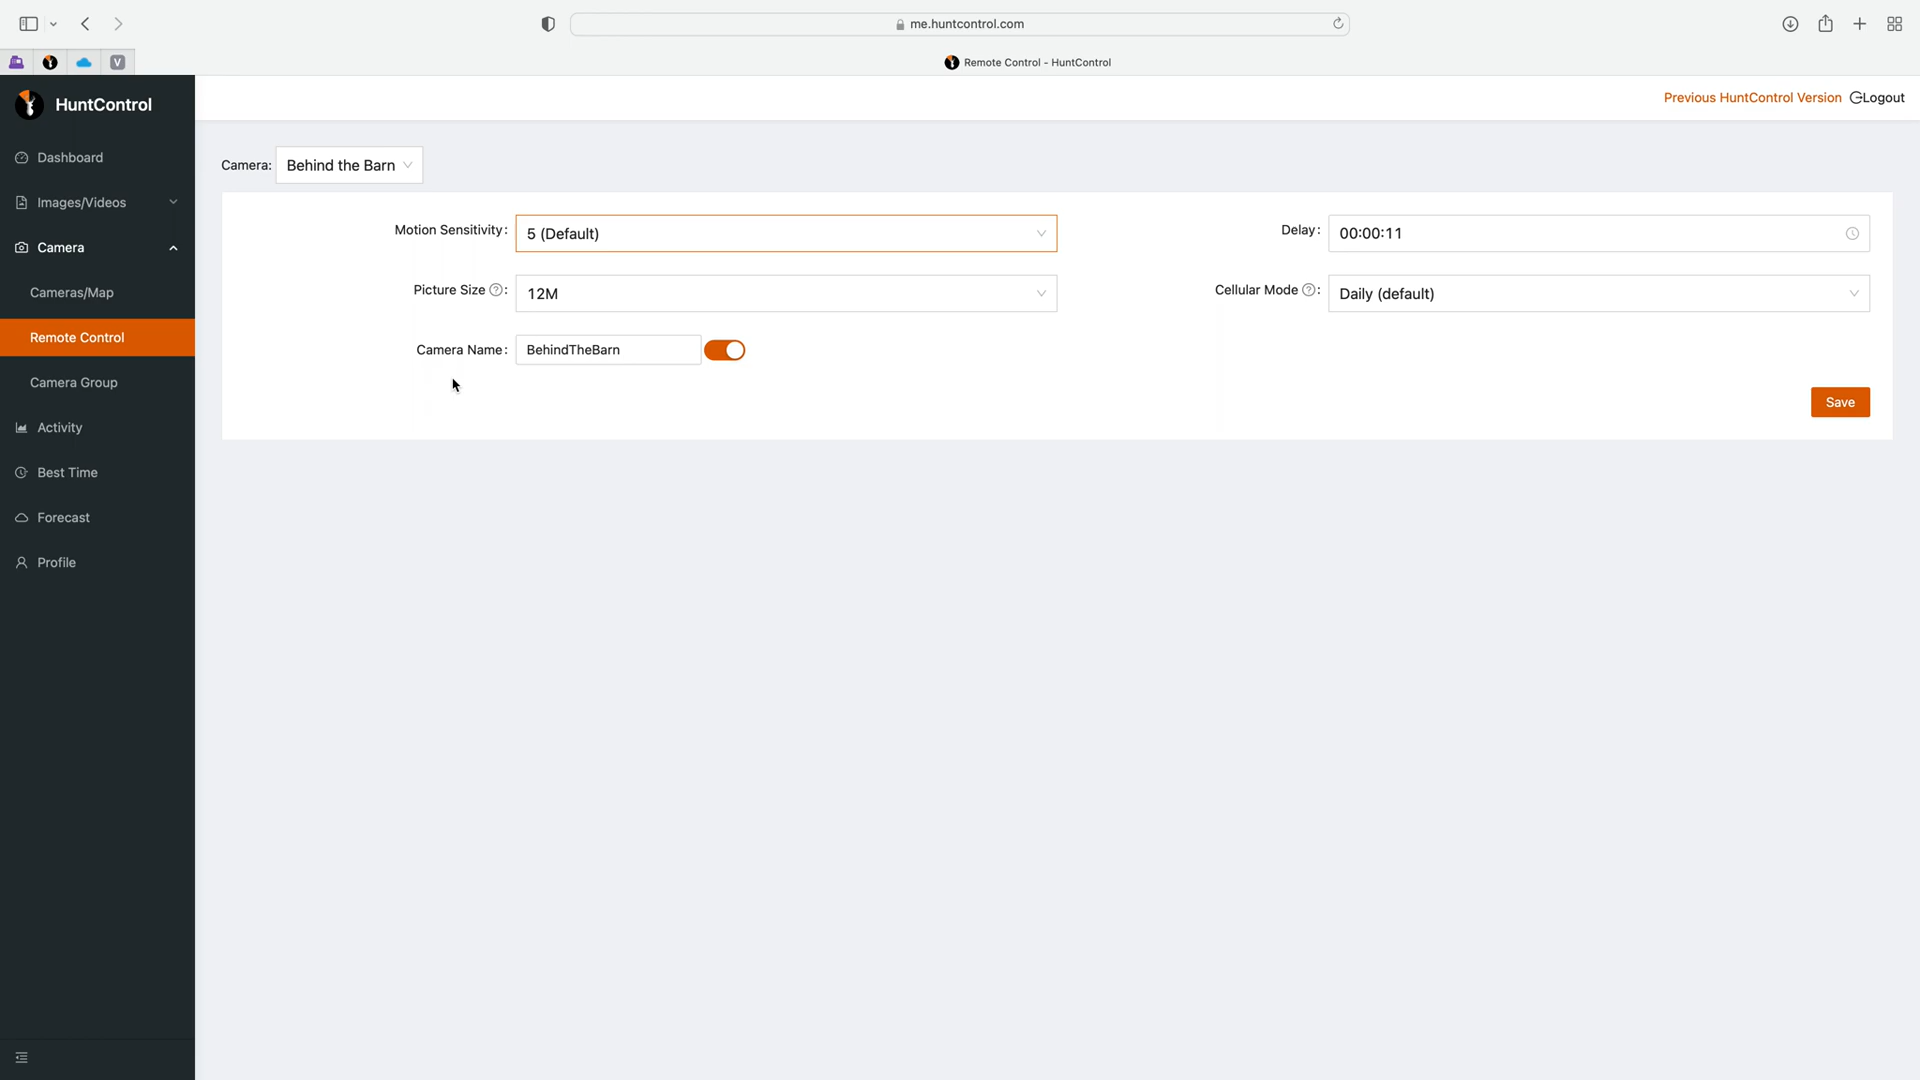 me.huntcontrol.com
V
Remote Control - HuntControl
HuntControl
Previous HuntControl Version Logout
Dashboard
Images/Videos
Camera
Cameras/Map
Remote Control
Camera Group
Activity
Best Time
Forecast
Profile
Camera: Behind the Barn
Motion Sensitivity: 5 (Default)
Delay: 00:00:11
Picture Size ? : 12M
Cellular Mode ? : Daily (default)
Camera Name: BehindTheBarn
Save